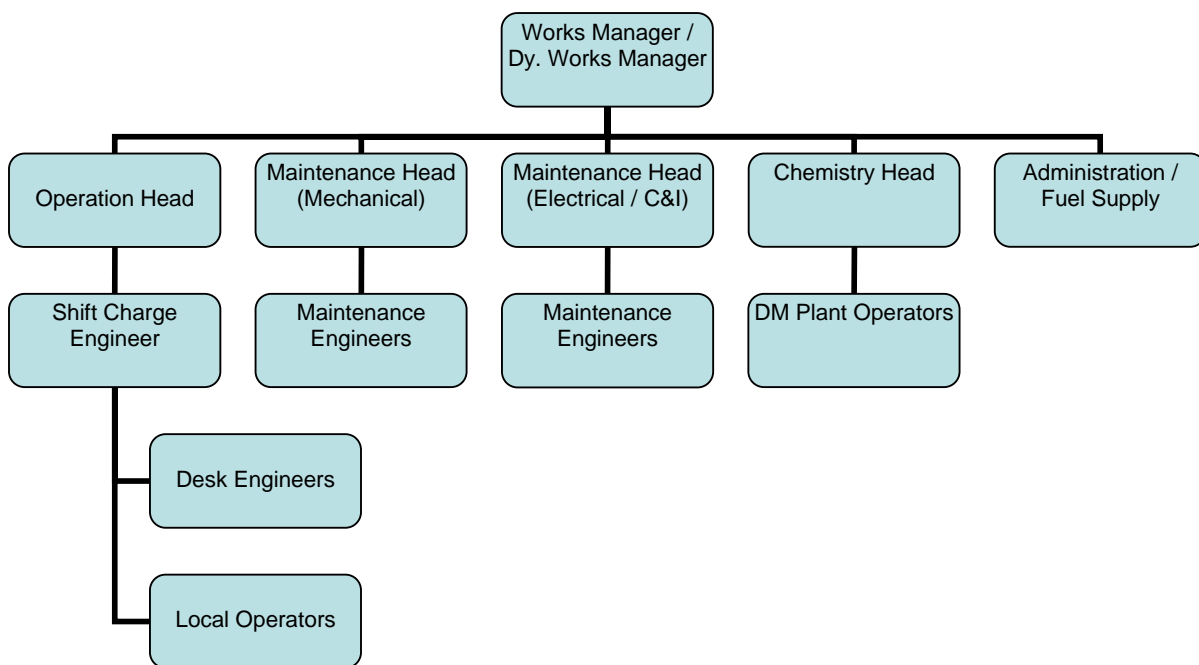 Works Manager /
Dy. Works Manager
Operation Head
Maintenance Head
(Mechanical)
Maintenance Head
(Electrical / C&I)
Chemistry Head
Administration /
Fuel Supply
Shift Charge
Engineer
Maintenance
Engineers
Maintenance
Engineers
DM Plant Operators
Desk Engineers
Local Operators